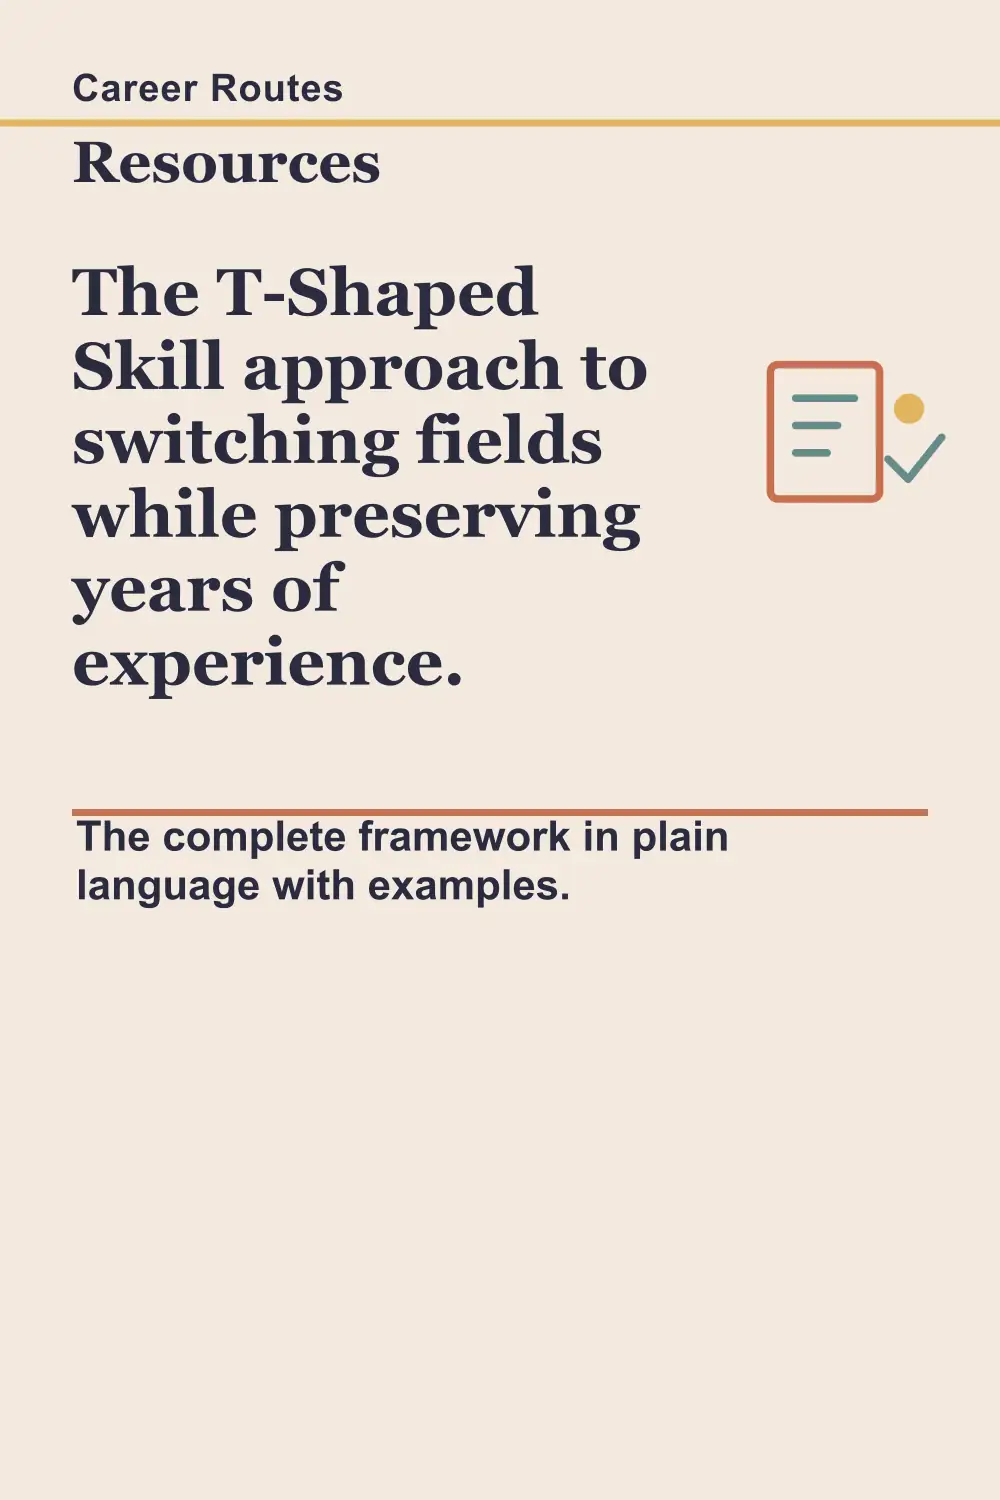 Career Routes
Resources
The T-Shaped
Skill approach to
switching fields
while preserving
years of
experience.
The complete framework in plain
language with examples.